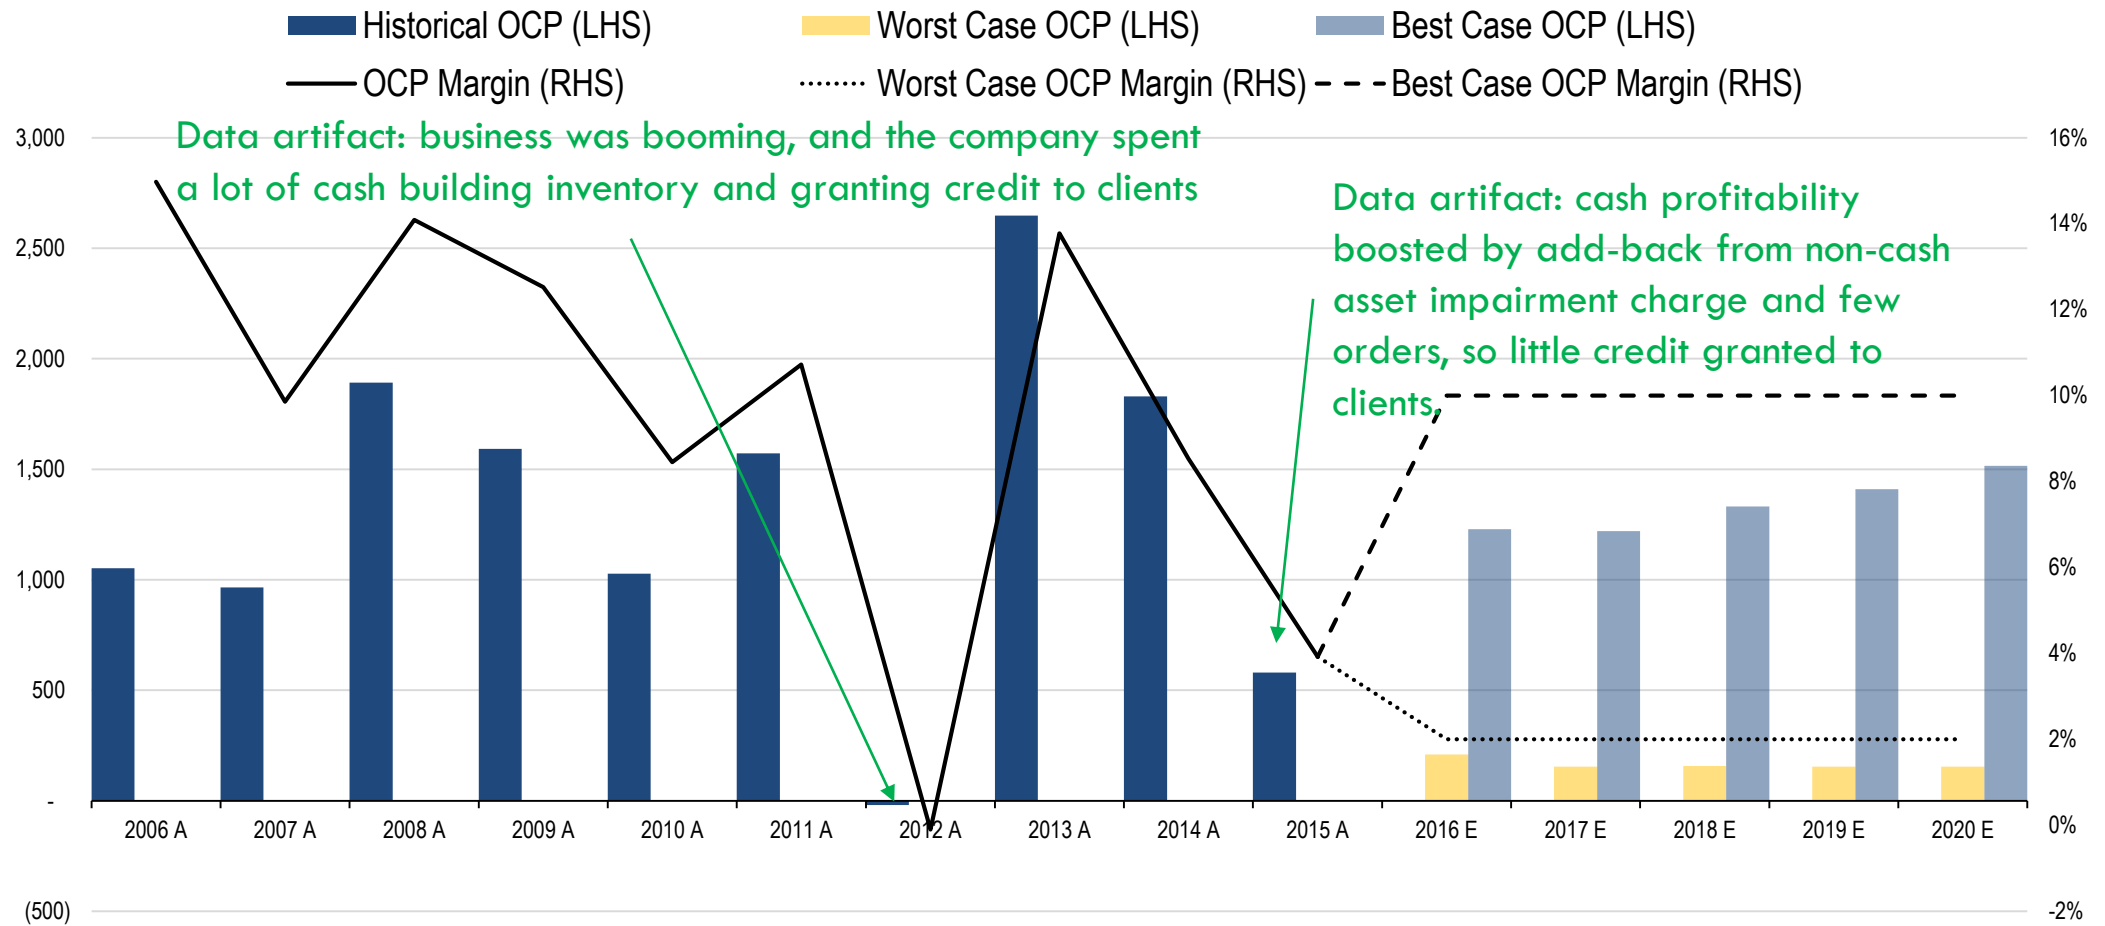 Historical OCP (LHS) Worst Case OCP (LHS) Best Case OCP (LHS)
OCP Margin (RHS) Worst Case OCP Margin (RHS) Best Case OCP Margin (RHS)
Data artifact: business was booming, and the company spent
a lot of cash building inventory and granting credit to clients
Data artifact: cash profitability
boosted by add-back from non-cash
asset impairment charge and few
orders, so little credit granted to
clients.
3,000
2,500
2,000
1,500
1,000
500
-
(500)
16%
14%
12%
10%
8%
6%
4%
2%
0%
-2%
2006 A 2007 A 2008 A 2009 A 2010 A 2011 A 2012 A 2013 A 2014 A 2015 A 2016 E 2017 E 2018 E 2019 E 2020 E